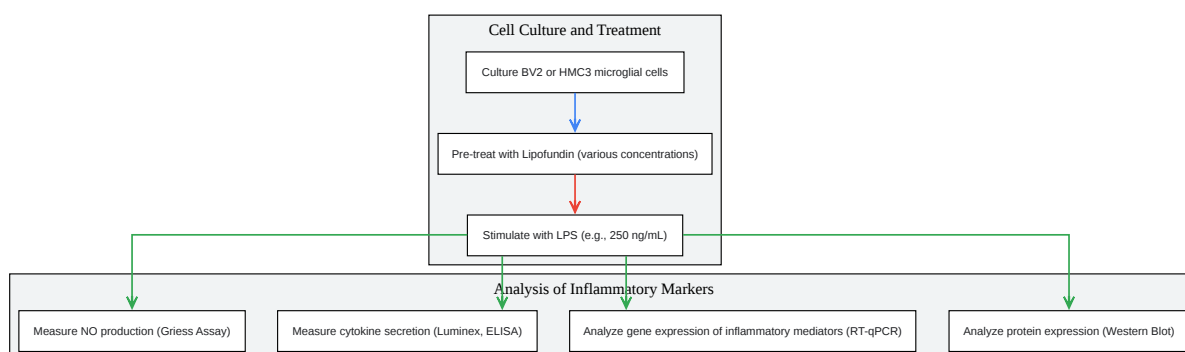 Cell Culture and Treatment
Culture BV2 or HMC3 microglial cells
Pre-treat with Lipofundin (various concentrations)
Stimulate with LPS (e.g., 250 ng/mL)
Analysis of Inflammatory Markers
Measure NO production (Griess Assay)
Measure cytokine secretion (Luminex, ELISA)
Analyze gene expression of inflammatory mediators (RT-qPCR)
Analyze protein expression (Western Blot)